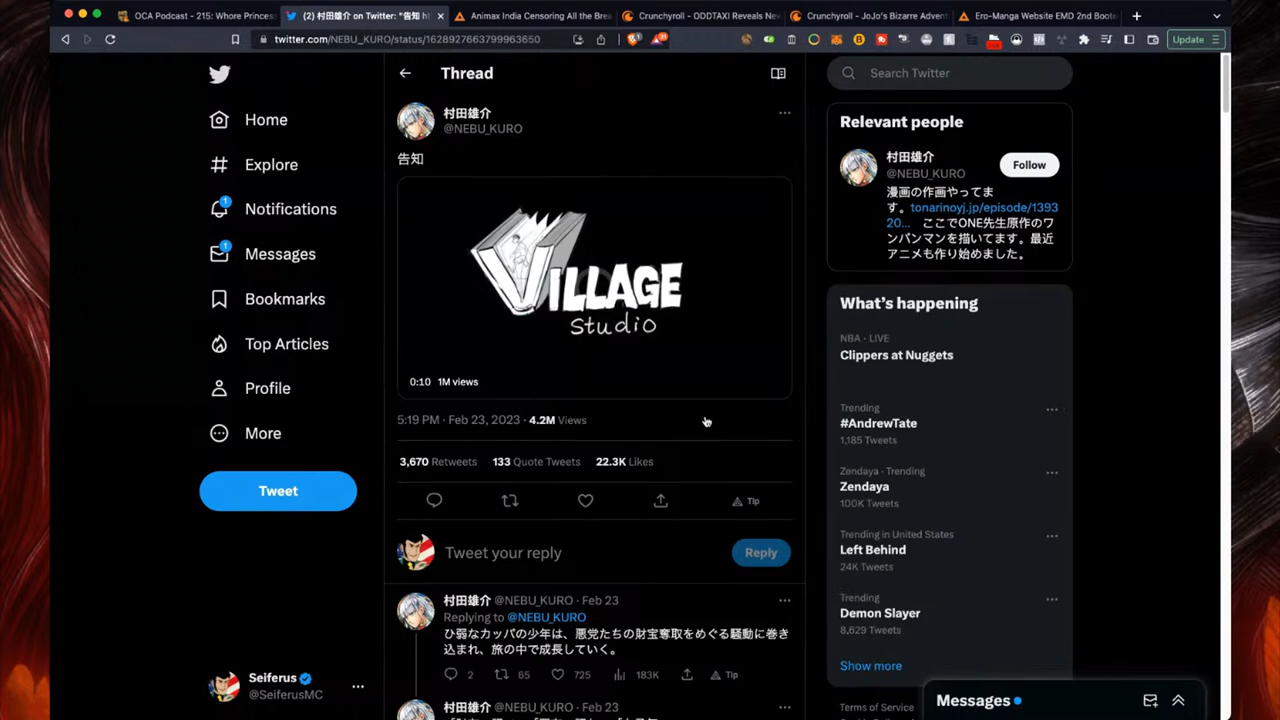 OCA Podcast - 215: Whore Princess
(2) 村田雄介 on Twitter: "告知 h
Animax India Censoring All the Brea
Crunchyroll - ODDTAXI Reveals New
Crunchyroll - JoJo's Bizarre Advent
Ero-Manga Website EMD 2nd Boot
twitter.com/NEBU_KURO/status/1628927663799963650
Update
Home
Explore
Notifications
Messages
Bookmarks
Top Articles
Profile
More
Tweet
Seiferus
@SeiferusMC
Thread
村田雄介
@NEBU_KURO
告知
VILLAGE
Studio
0:10 1M views
5:19 PM · Feb 23, 2023 · 4.2M Views
3,670 Retweets 133 Quote Tweets 22.3K Likes
Tip
Tweet your reply
Reply
村田雄介 @NEBU_KURO · Feb 23
Replying to @NEBU_KURO
ひ弱なカッパの少年は、悪党たちの財宝奪取をめぐる騒動に巻き
込まれ、旅の中で成長していく。
2 65 725 183K Tip
村田雄介 @NEBU_KURO · Feb 23
Search Twitter
Relevant people
村田雄介
@NEBU_KURO
Follow
漫画の作画やってま
す。tonarinoyj.jp/episode/1393
20... ここでONE先生原作のワ
ンパンマンを描いてます。最近
アニメも作り始めました。
What's happening
NBA · LIVE
Clippers at Nuggets
Trending
#AndrewTate
1,185 Tweets
Zendaya · Trending
Zendaya
100K Tweets
Trending in United States
Left Behind
24K Tweets
Trending
Demon Slayer
8,629 Tweets
Show more
Terms of Service
Messages